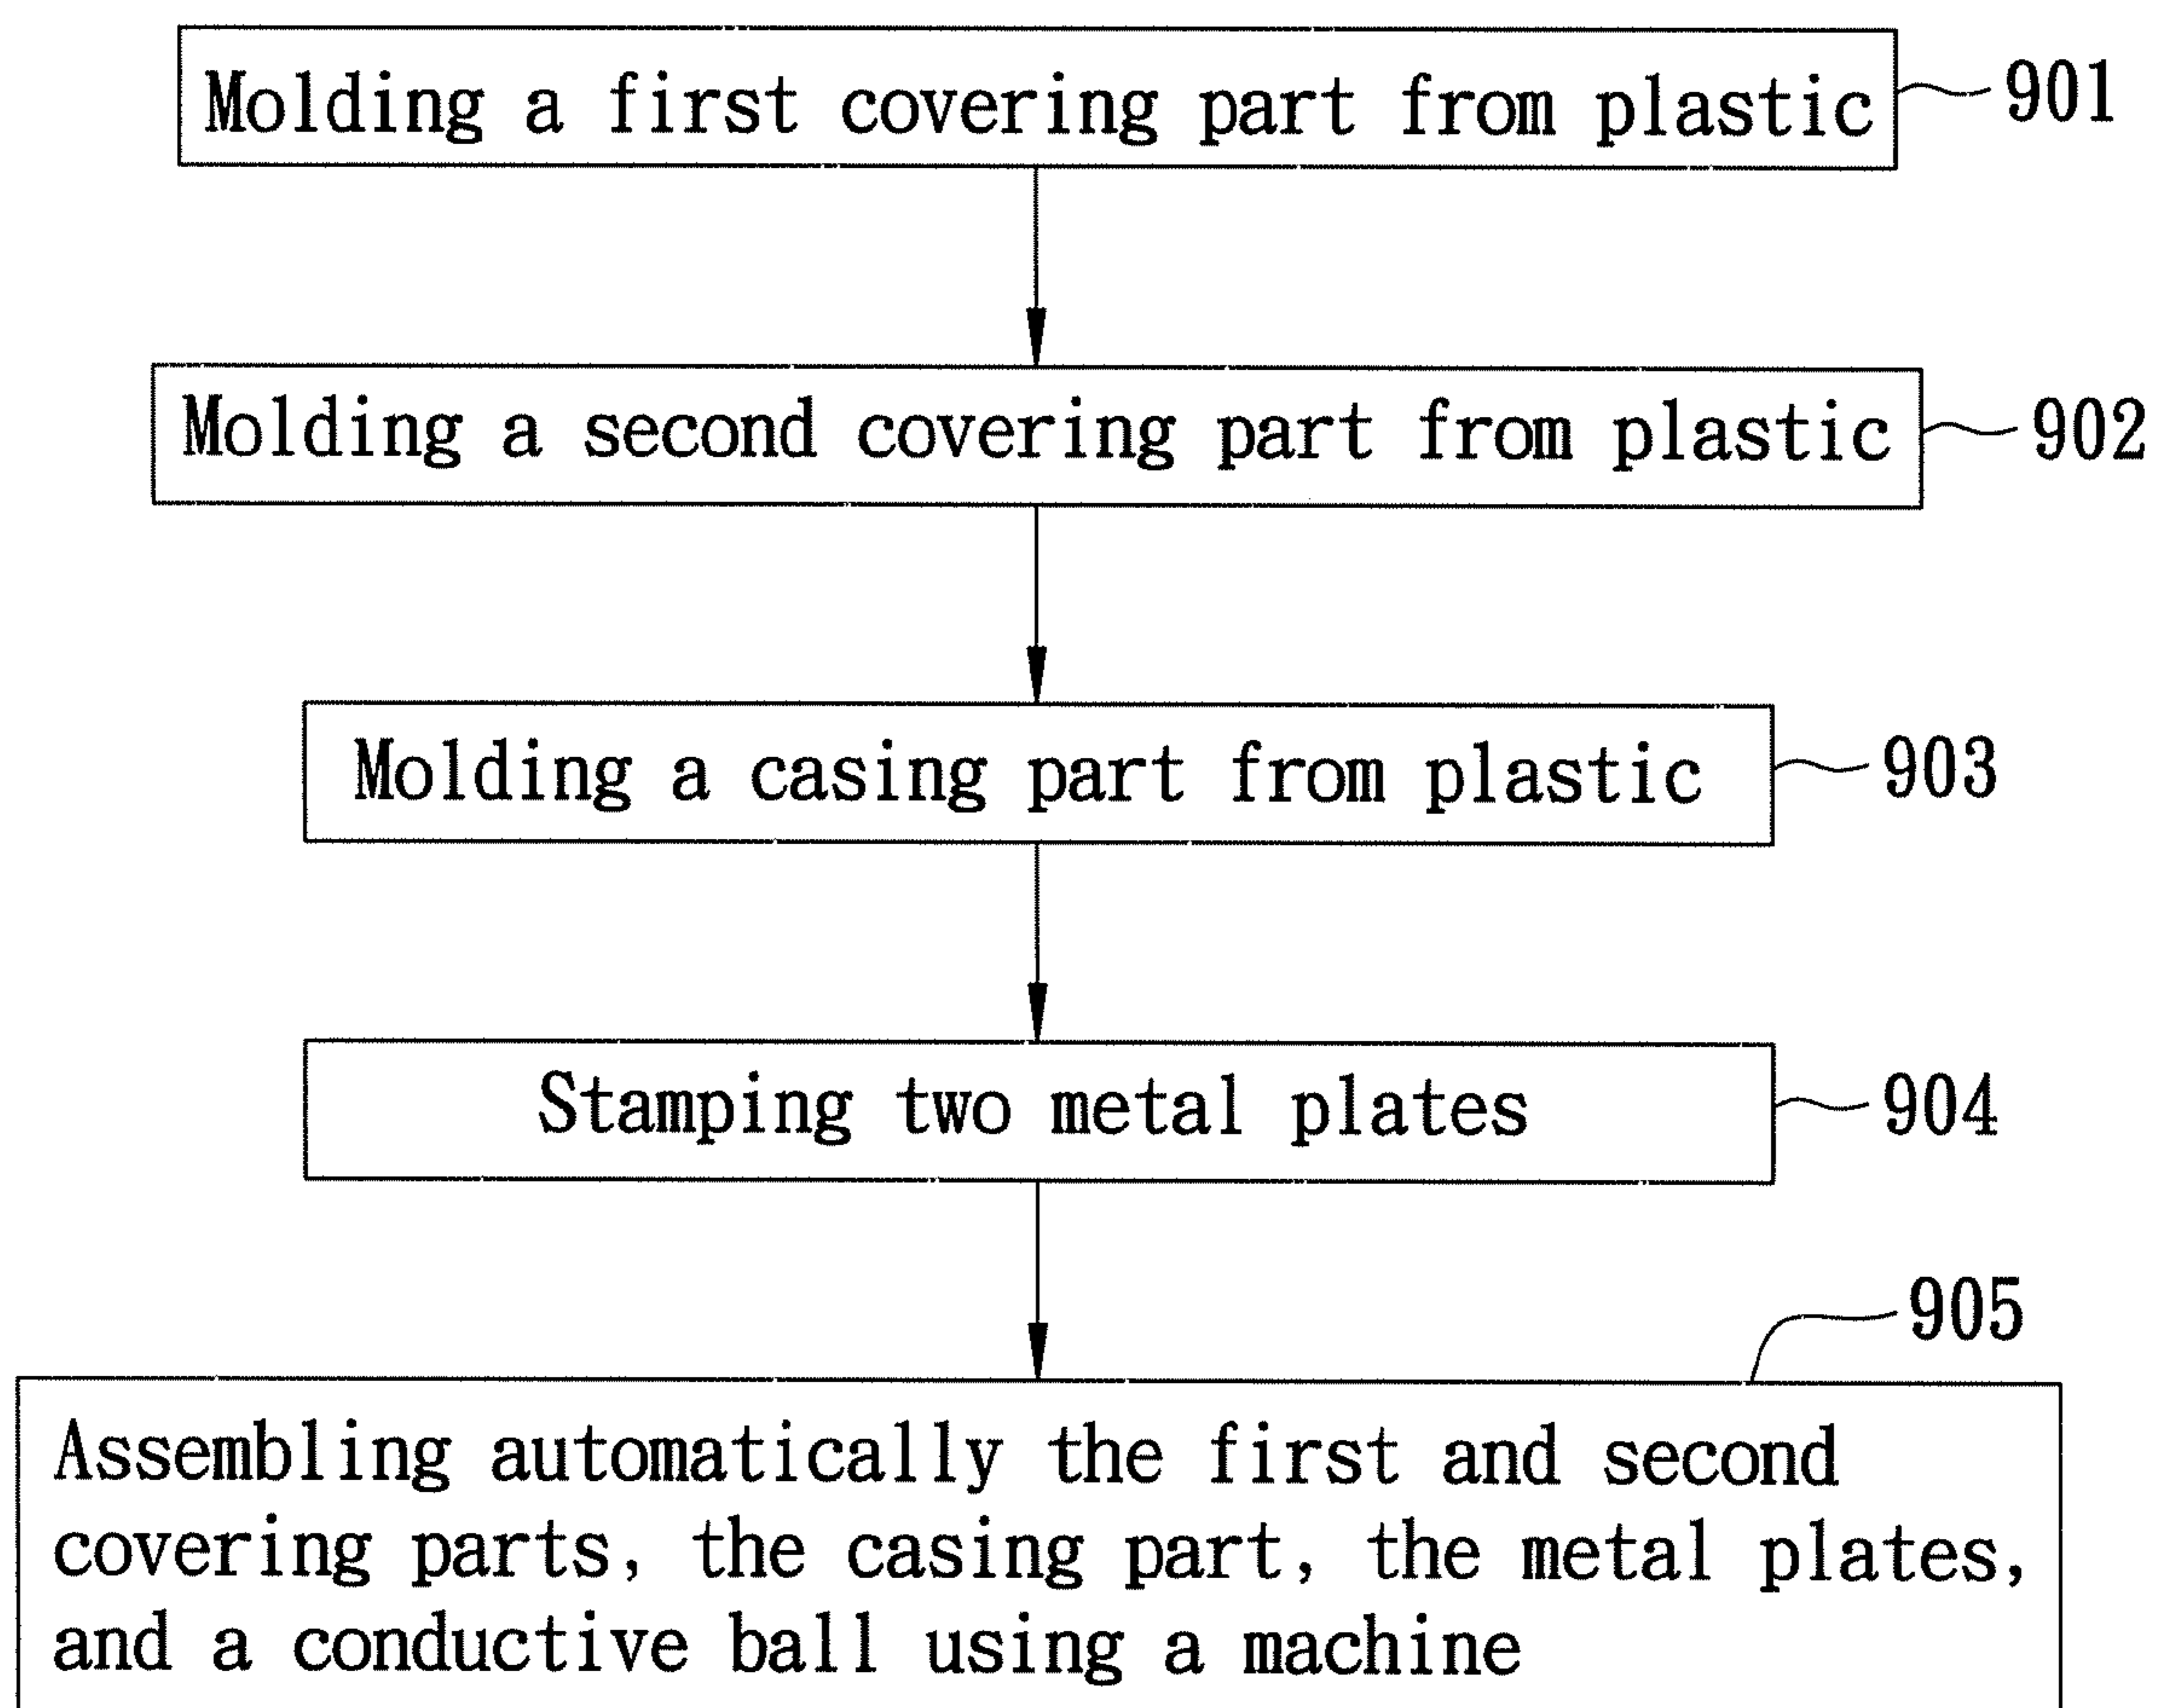 Molding a first covering part from plastic
901
Molding a second covering part from plastic
902
Molding a casing part from plastic
903
Stamping two metal plates
904
905
Assembling automatically the first and second
covering parts, the casing part, the metal plates,
and a conductive ball using a machine